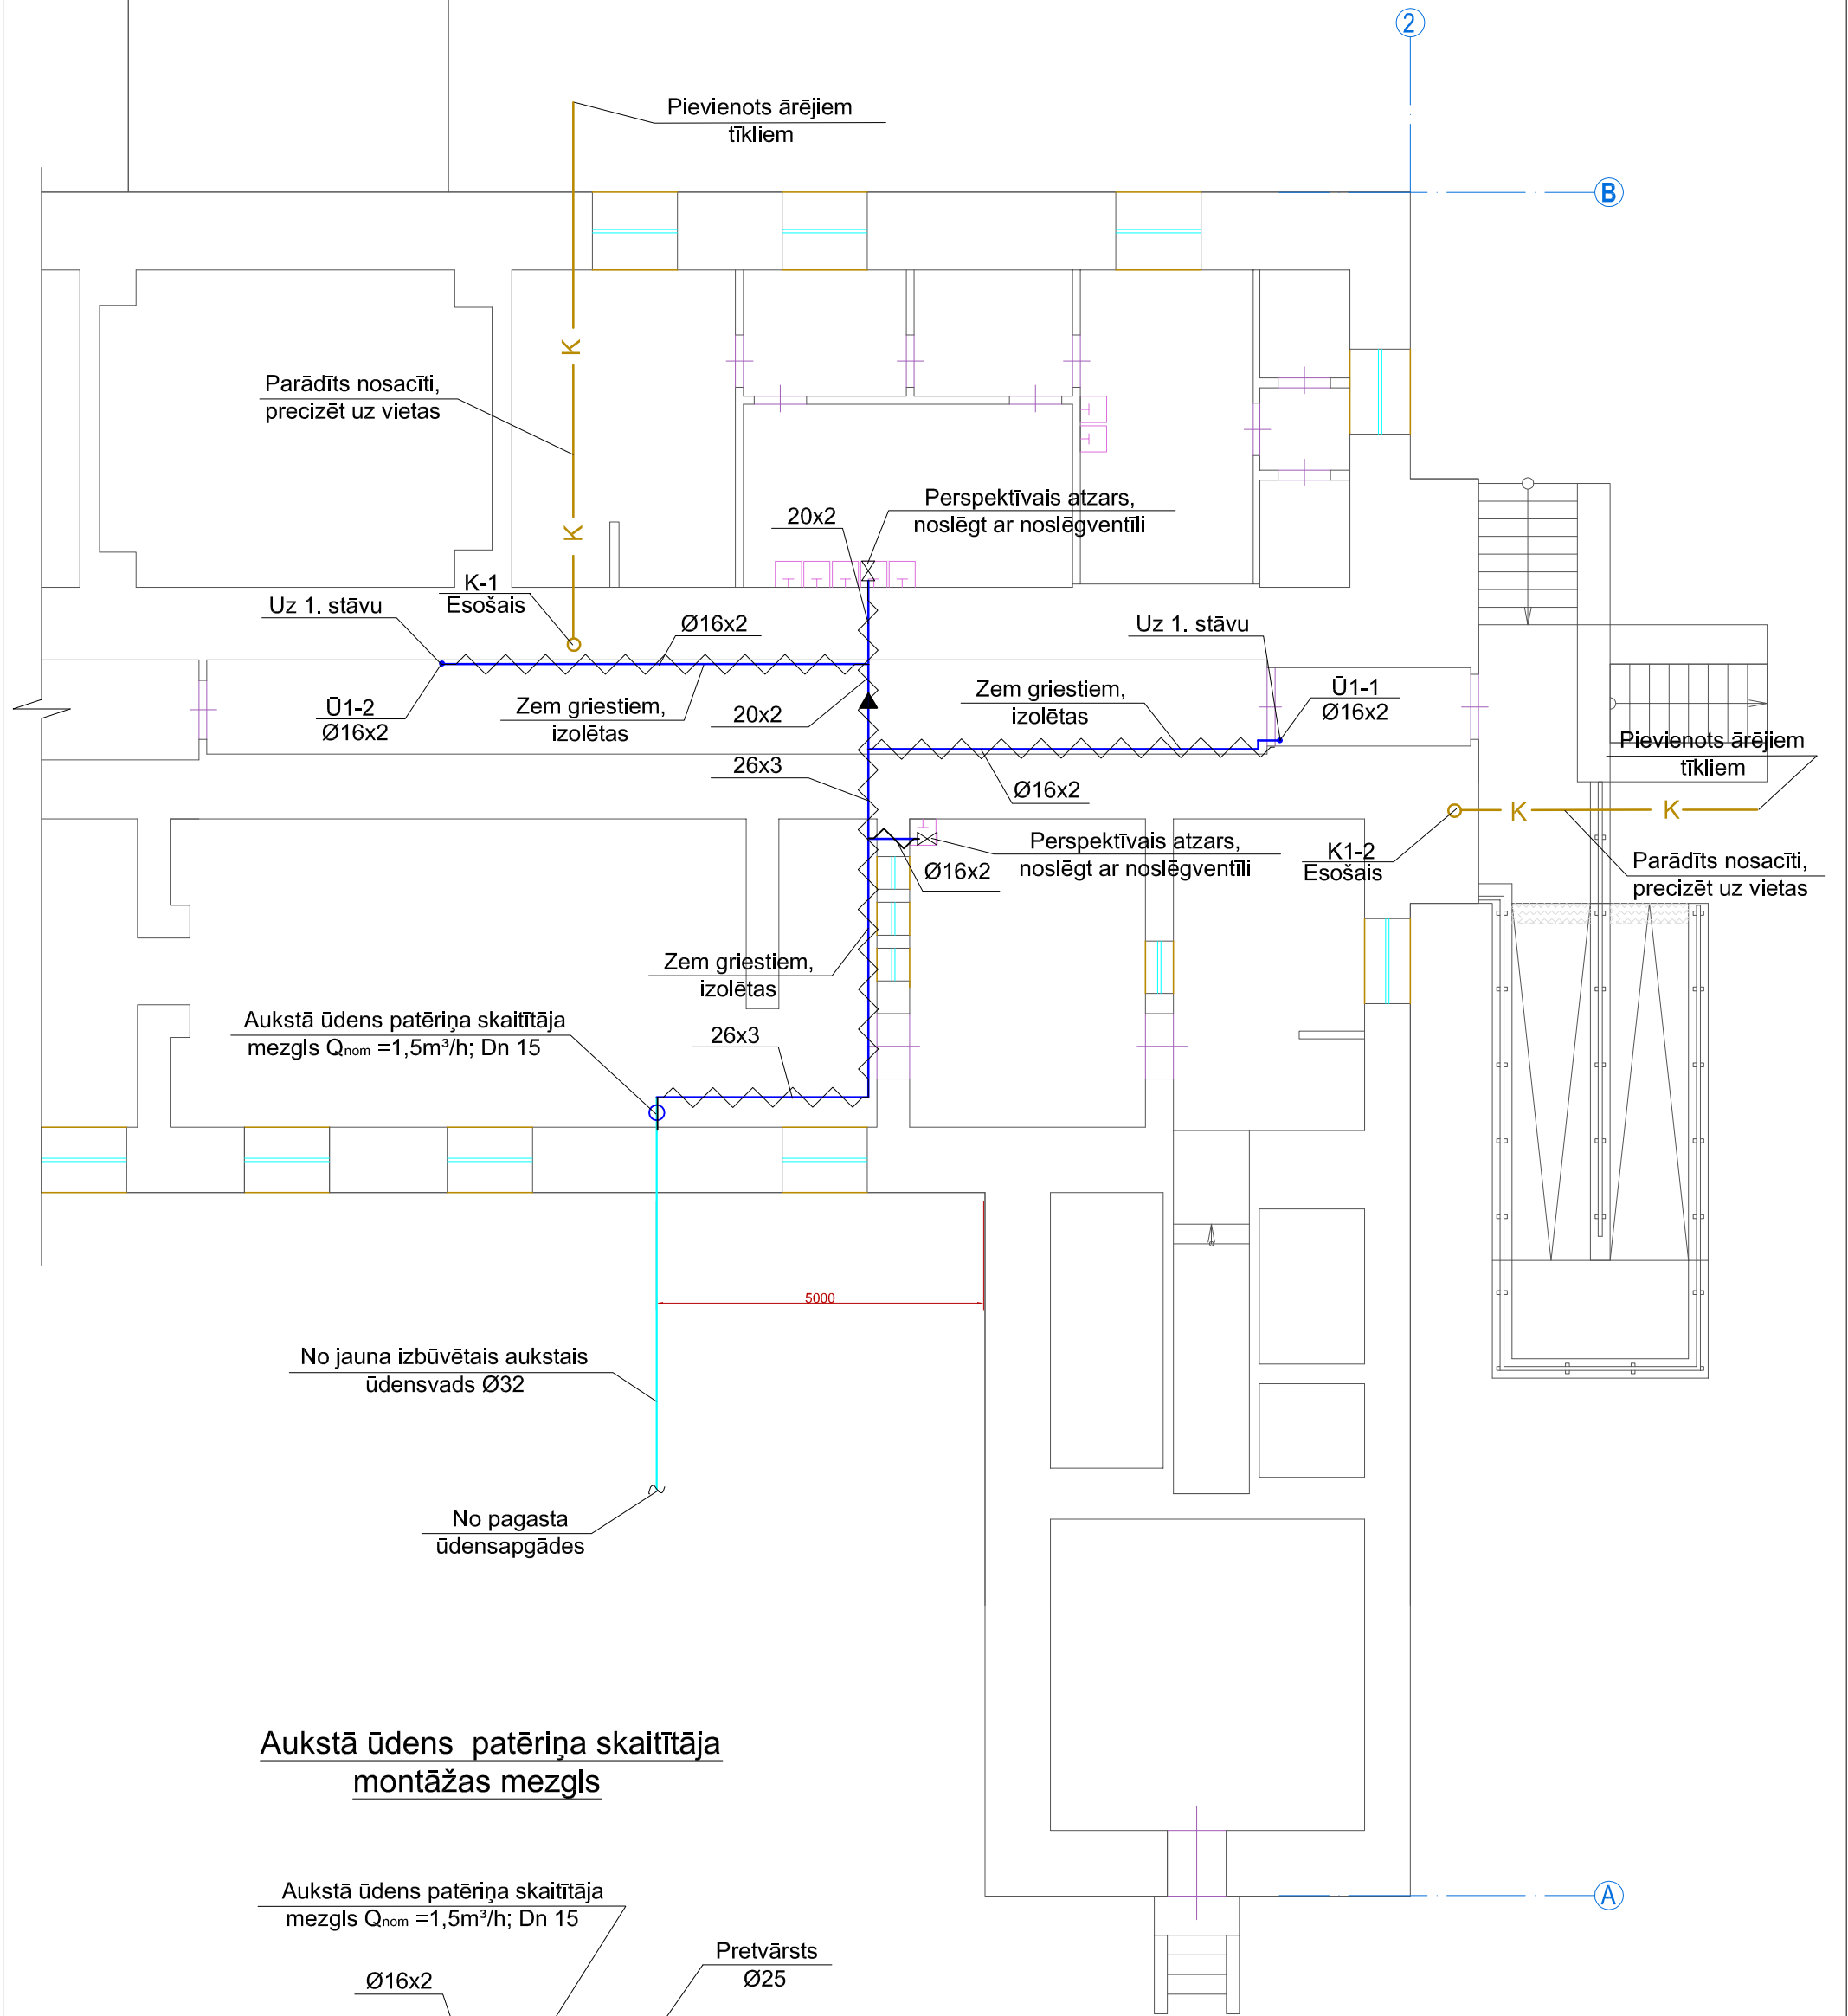 2
Pievienots ārējiem
tīkliem
B
K
Parādīts nosacīti,
precizēt uz vietas
Perspektīvais atzars,
noslēgt ar noslēgventīli
20x2
K
K-1
Esošais
Uz 1. stāvu
Ø16x2
Uz 1. stāvu
Ū1-2
Ø16x2
Zem griestiem,
izolētas
20x2
Zem griestiem,
izolētas
Ū1-1
Ø16x2
Pievienots ārējiem
tīkliem
26x3
Ø16x2
K
K
Perspektīvais atzars,
noslēgt ar noslēgventīli
Ø16x2
K1-2
Esošais
Parādīts nosacīti,
precizēt uz vietas
Zem griestiem,
izolētas
Aukstā ūdens patēriņa skaitītāja
mezgls Qnom =1,5m³/h; Dn 15
26x3
5000
No jauna izbūvētais aukstais
ūdensvads Ø32
No pagasta
ūdensapgādes
Aukstā ūdens patēriņa skaitītāja
montāžas mezgls
Aukstā ūdens patēriņa skaitītāja
mezgls Qnom =1,5m³/h; Dn 15
A
Pretvārsts
Ø25
Ø16x2